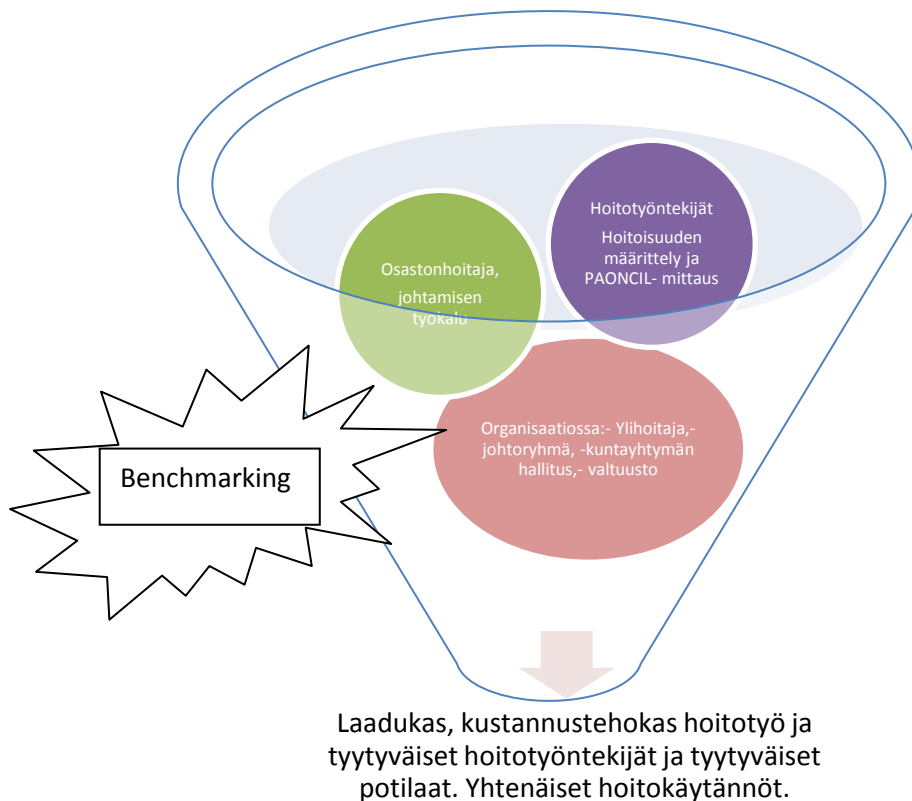 Hoitotyöntekijät
Hoitoisuuden
määrittely ja
PAONCIL- mittaus
Osastonhoitaja,
johtamisen
työkalu
Organisaatiossa:- Ylihoitaja,-
johtoryhmä, -kuntayhtymän
hallitus,- valtuusto
Benchmarking
Laadukas, kustannustehokas hoitotyö ja
tyytyväiset hoitotyöntekijät ja tyytyväiset
potilaat. Yhtenäiset hoitokäytännöt.